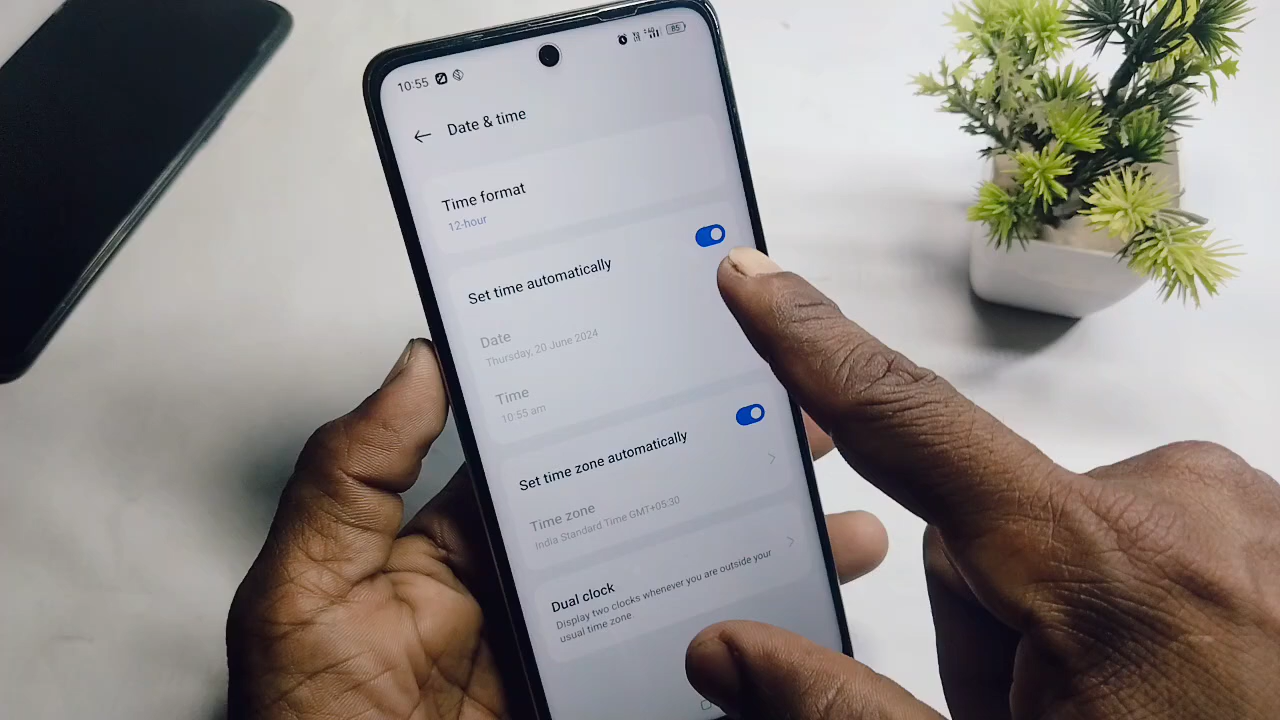 10:55
85
Date & time
Time format
12-hour
Set time automatically
Date
Thursday, 20 June 2024
Time
10:55 am
Set time zone automatically
Time zone
India Standard Time GMT+05:30
Dual clock
Display two clocks whenever you are outside your
usual time zone.